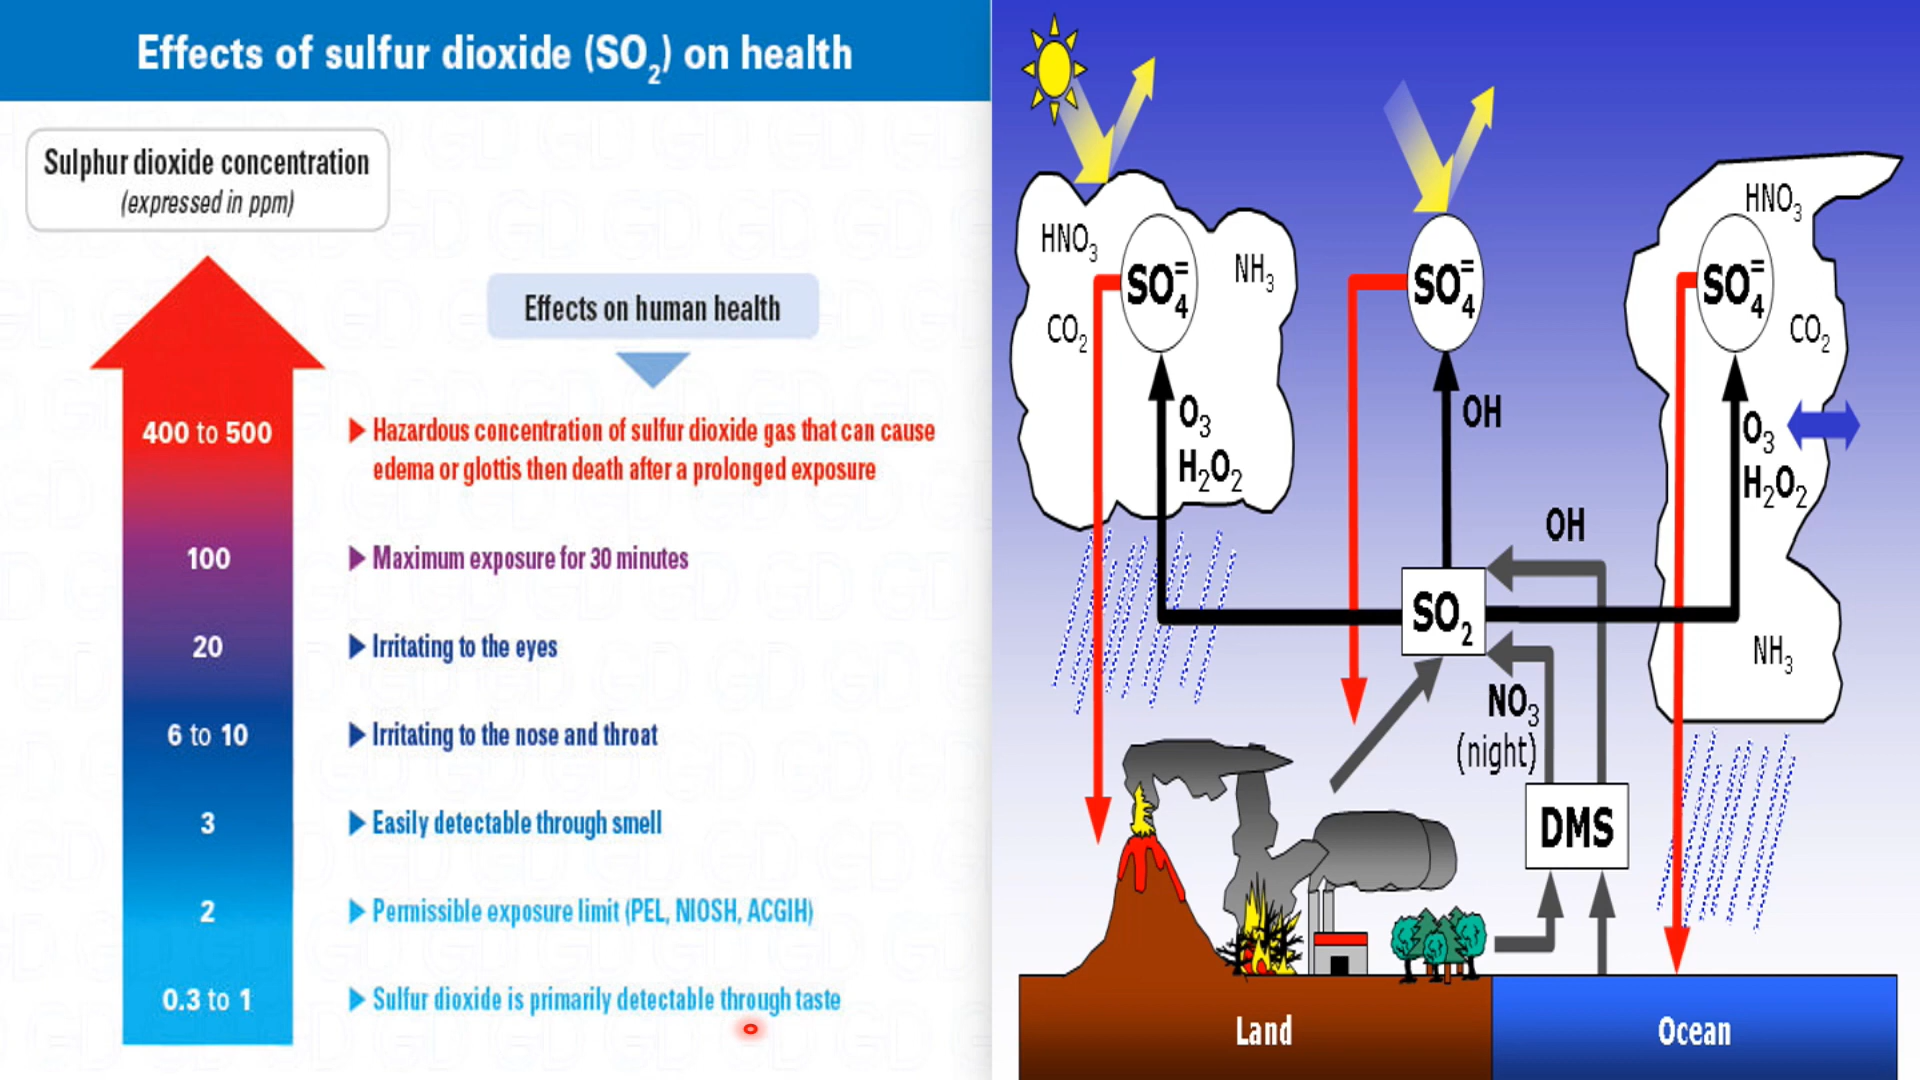 Effects of sulfur dioxide (SO₂) on health
Sulphur dioxide concentration
(expressed in ppm)
Effects on human health
400 to 500
Hazardous concentration of sulfur dioxide gas that can cause
edema or glottis then death after a prolonged exposure
100
Maximum exposure for 30 minutes
20
Irritating to the eyes
6 to 10
Irritating to the nose and throat
3
Easily detectable through smell
2
Permissible exposure limit (PEL, NIOSH, ACGIH)
0.3 to 1
Sulfur dioxide is primarily detectable through taste
HNO₃
SO₄⁼
NH₃
CO₂
O₃
H₂O₂
SO₄⁼
OH
HNO₃
SO₄⁼
CO₂
O₃
H₂O₂
NH₃
OH
SO₂
NO₃
(night)
DMS
Land
Ocean